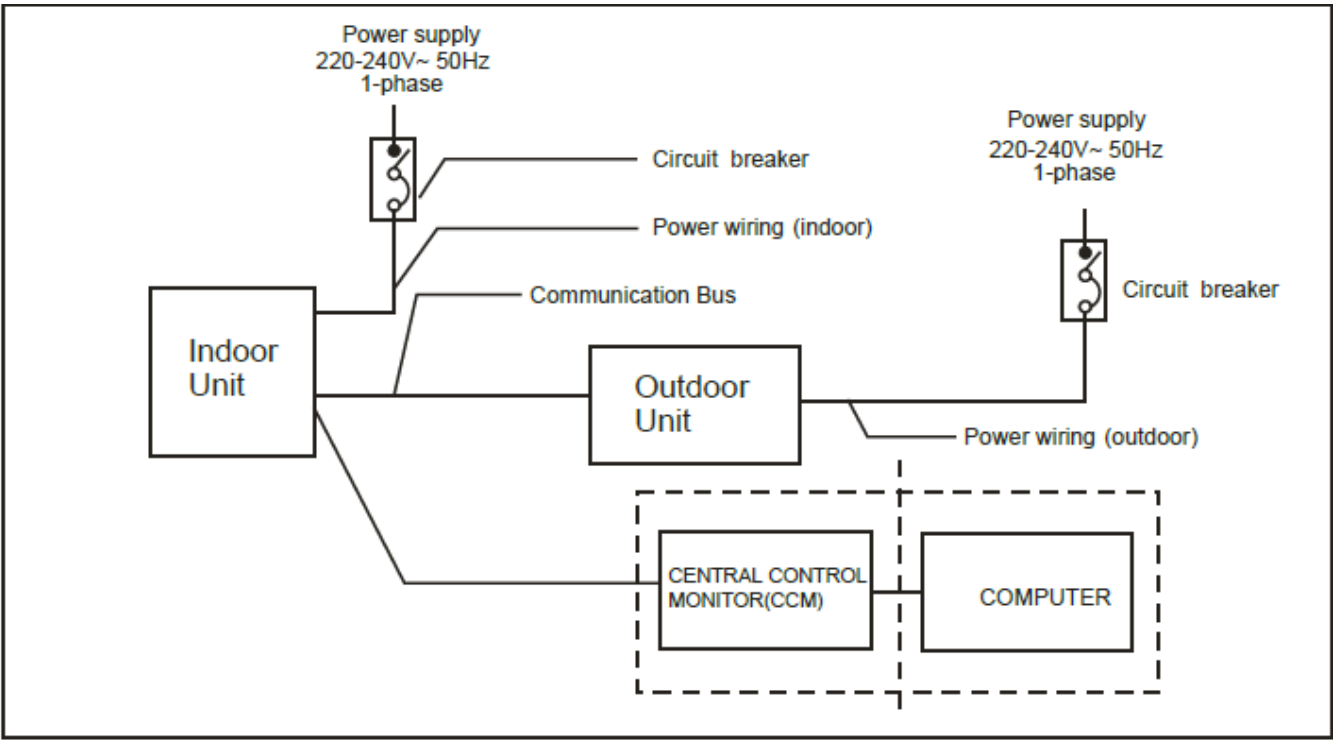 Power supply
220-240V~ 50Hz
1-phase
Circuit breaker
Power wiring (indoor)
Communication Bus
Indoor
Unit
Outdoor
Unit
Power supply
220-240V~ 50Hz
1-phase
Circuit breaker
Power wiring (outdoor)
CENTRAL CONTROL
MONITOR(CCM)
COMPUTER